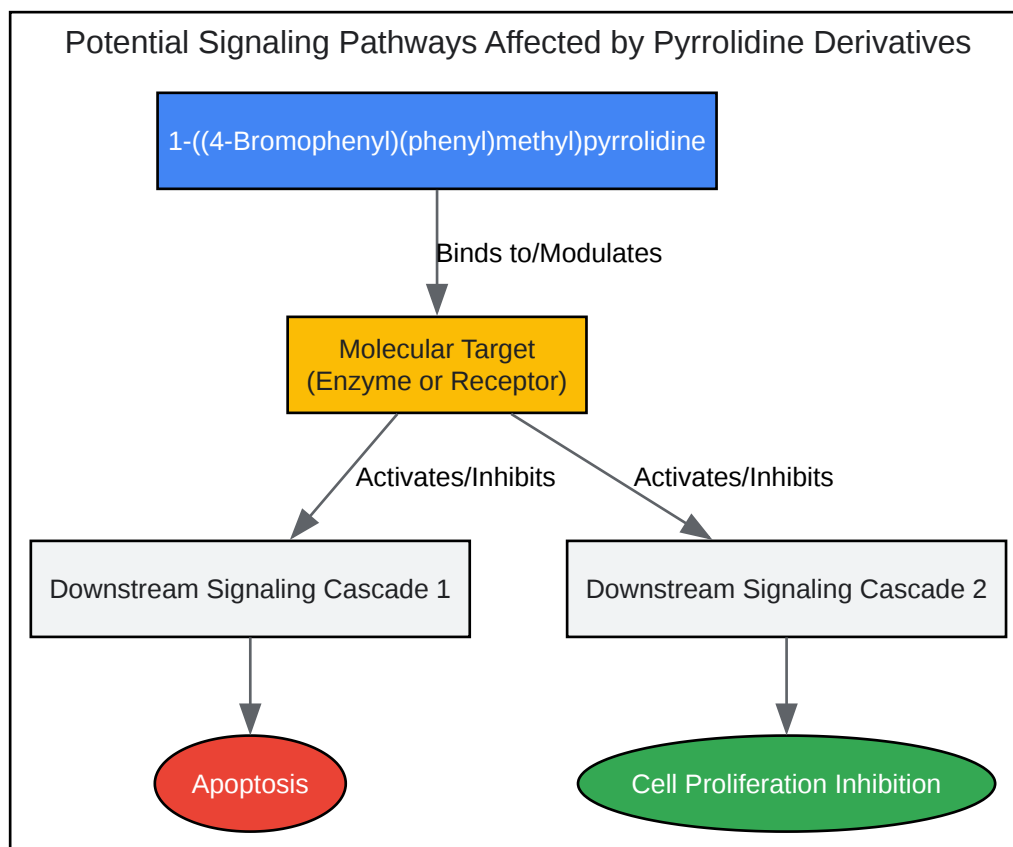 Potential Signaling Pathways Affected by Pyrrolidine Derivatives
1-((4-Bromophenyl)(phenyl)methyl)pyrrolidine
Binds to/Modulates
Molecular Target
(Enzyme or Receptor)
Activates/Inhibits
Activates/Inhibits
Downstream Signaling Cascade 1
Downstream Signaling Cascade 2
Apoptosis
Cell Proliferation Inhibition